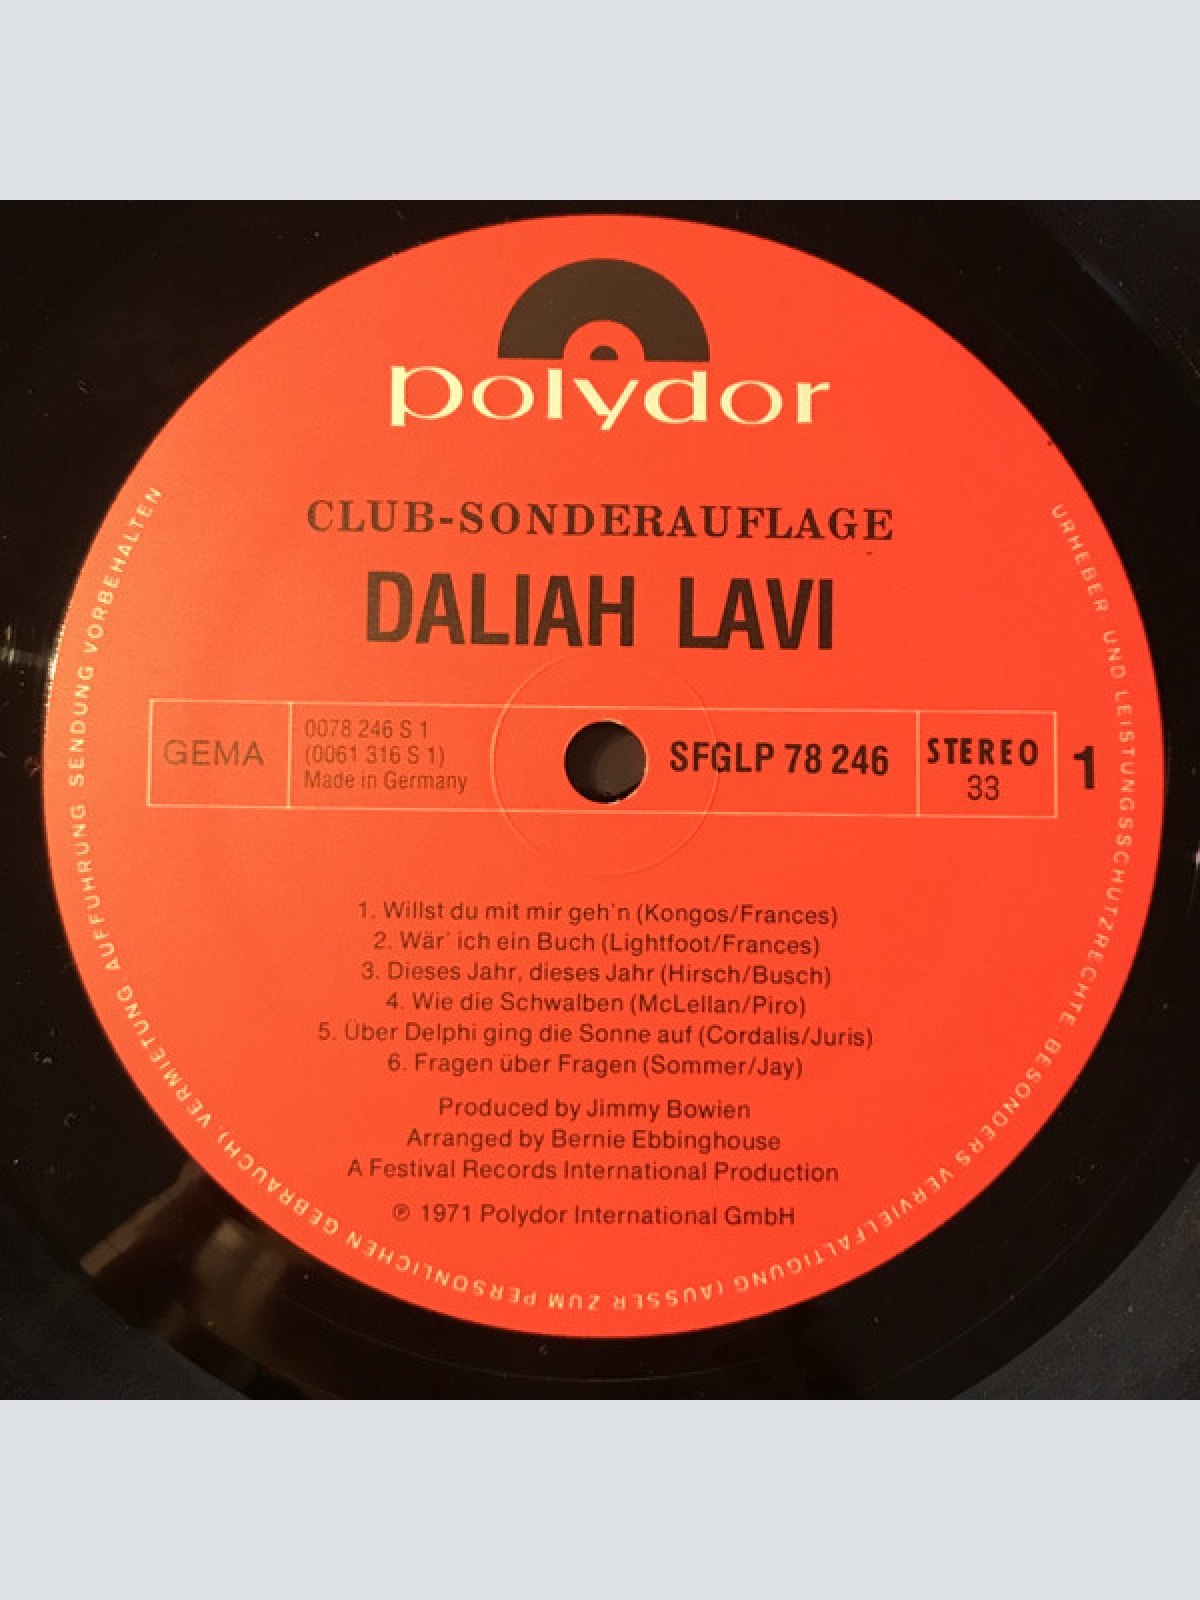 polydor
CLUB-SONDERAUFLAGE
DALIAH LAVI
GEMA
0078 246 S 1
(0061 316 S 1)
Made in Germany
SFGLP 78 246
STEREO
33
1
1. Willst du mit mir geh'n (Kongos/Frances)
2. Wär' ich ein Buch (Lightfoot/Frances)
3. Dieses Jahr, dieses Jahr (Hirsch/Busch)
4. Wie die Schwalben (McLellan/Piro)
5. Über Delphi ging die Sonne auf (Cordalis/Juris)
6. Fragen über Fragen (Sommer/Jay)
Produced by Jimmy Bowien
Arranged by Bernie Ebbinghouse
A Festival Records International Production
℗ 1971 Polydor International GmbH
URHEBER UND LEISTUNGSSCHUTZRECHTE BESONDERS VERVIELFÄLTIGUNG (AUSSER ZUM PERSÖNLICHEN GEBRAUCH), VERMIETUNG AUFFÜHRUNG SENDUNG VORBEHALTEN